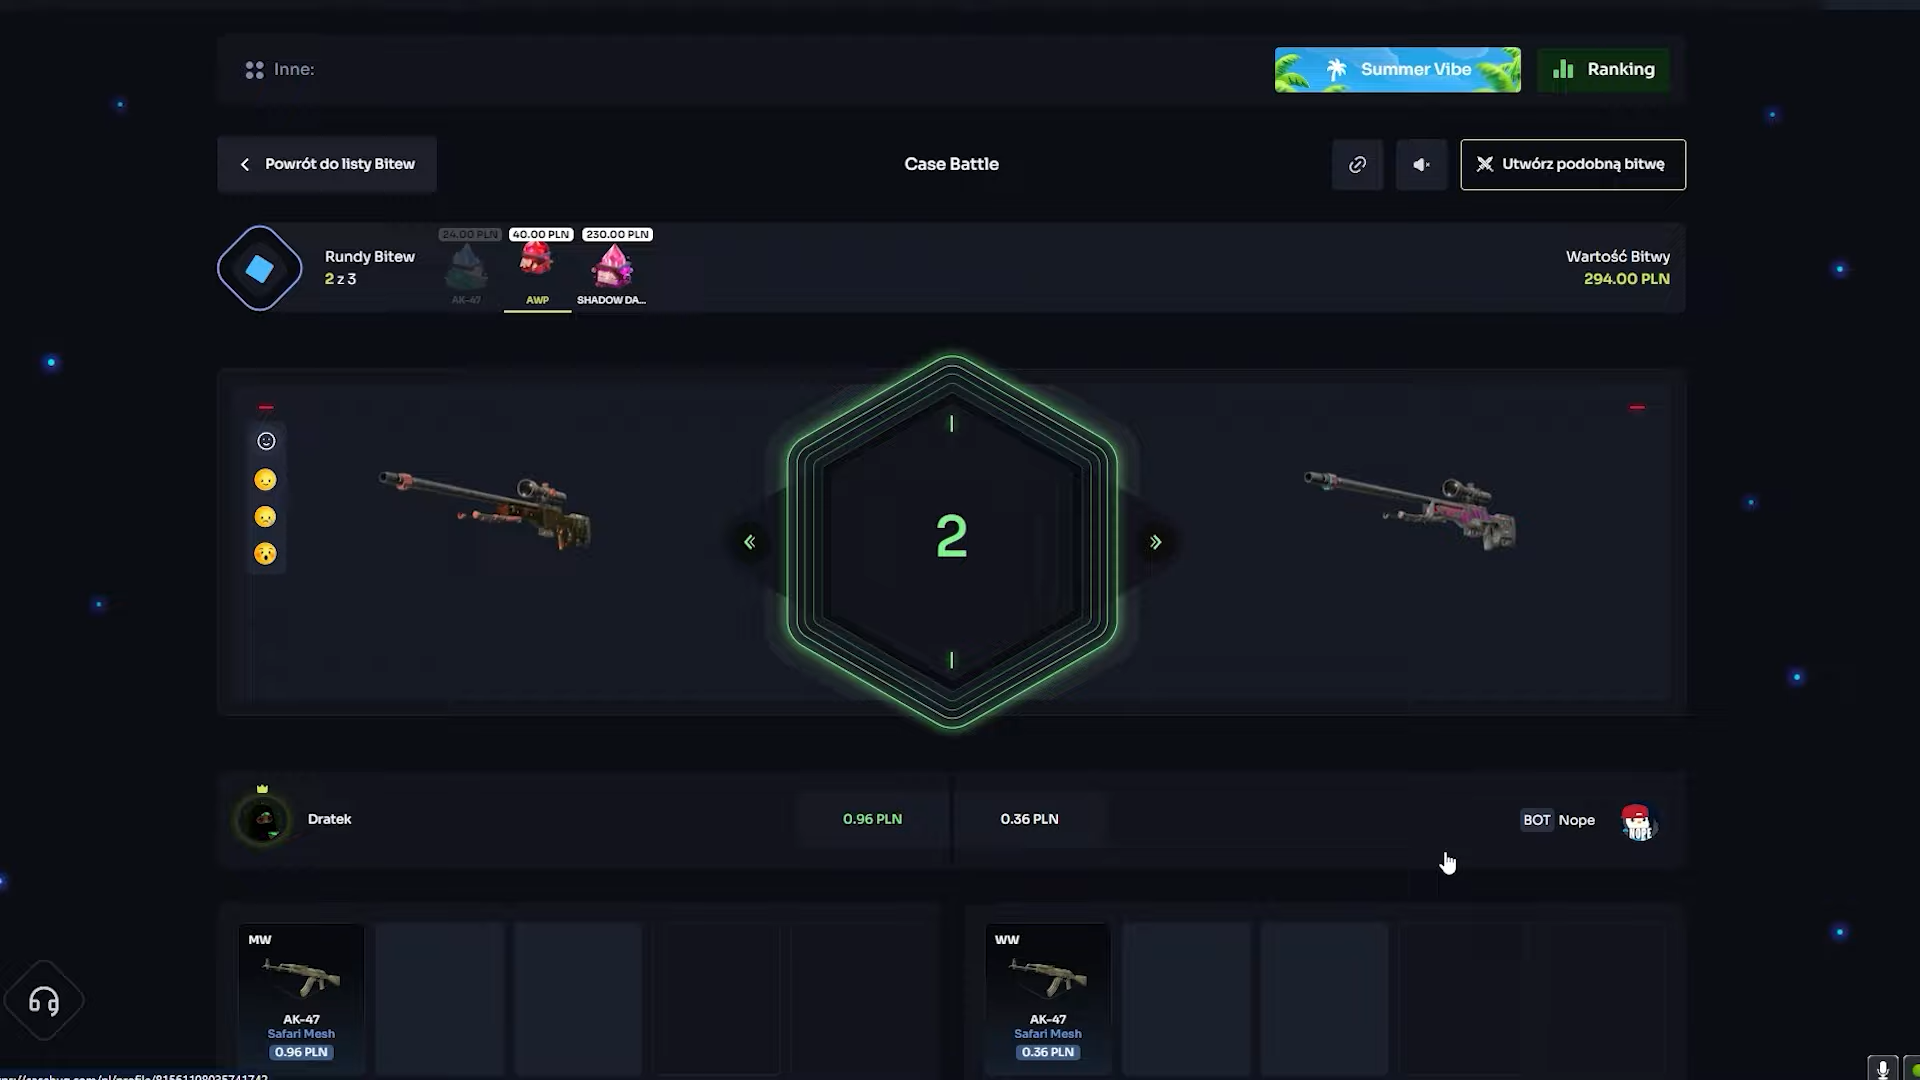 Inne:
Summer Vibe
Ranking
Powrót do listy Bitew
Case Battle
Utwórz podobną bitwę
Rundy Bitew
2 z 3
24.00 PLN
AK-47
40.00 PLN
AWP
230.00 PLN
SHADOW DA...
Wartość Bitwy
294.00 PLN
2
Dratek
0.96 PLN
0.36 PLN
BOT Nope
NOPE
MW
AK-47
Safari Mesh
0.96 PLN
WW
AK-47
Safari Mesh
0.36 PLN